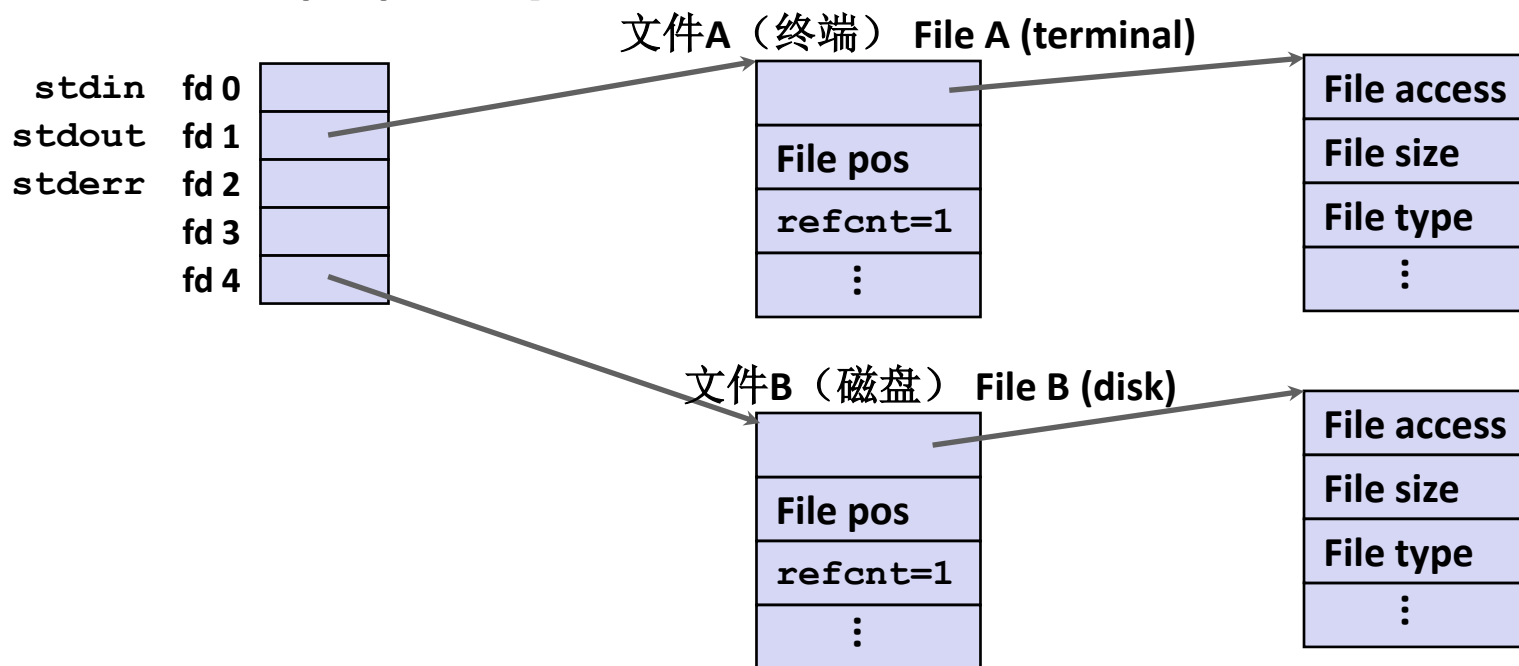 文件A（终端） File A (terminal)
stdin fd 0
stdout fd 1
stderr fd 2
fd 3
fd 4
File pos
refcnt=1
⋮
File access
File size
File type
⋮
文件B（磁盘） File B (disk)
File pos
refcnt=1
⋮
File access
File size
File type
⋮